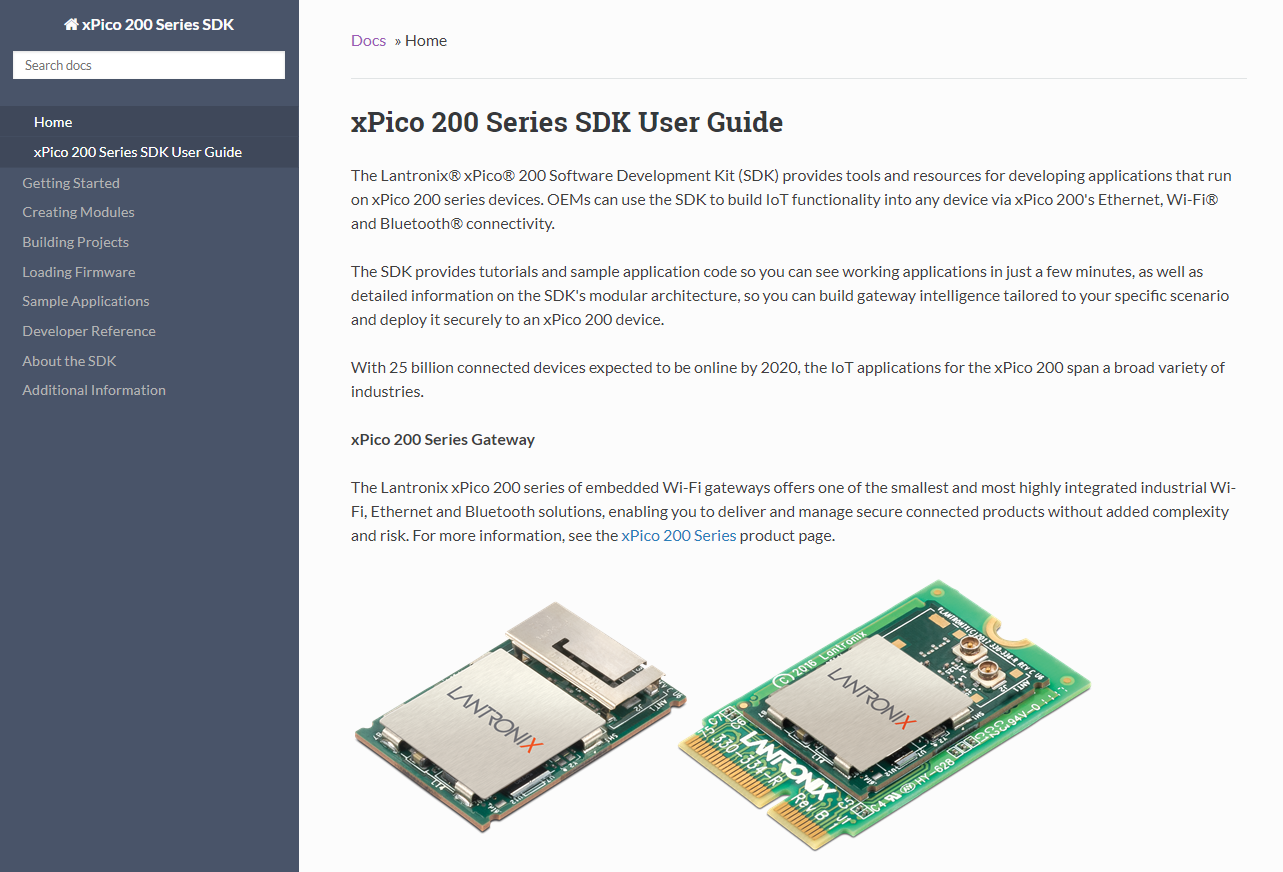 xPico 200 Series SDK
Search docs
Home
xPico 200 Series SDK User Guide
Getting Started
Creating Modules
Building Projects
Loading Firmware
Sample Applications
Developer Reference
About the SDK
Additional Information
Docs » Home
xPico 200 Series SDK User Guide
The Lantronix® xPico® 200 Software Development Kit (SDK) provides tools and resources for developing applications that run
on xPico 200 series devices. OEMs can use the SDK to build IoT functionality into any device via xPico 200's Ethernet, Wi-Fi®
and Bluetooth® connectivity.
The SDK provides tutorials and sample application code so you can see working applications in just a few minutes, as well as
detailed information on the SDK's modular architecture, so you can build gateway intelligence tailored to your specific scenario
and deploy it securely to an xPico 200 device.
With 25 billion connected devices expected to be online by 2020, the IoT applications for the xPico 200 span a broad variety of
industries.
xPico 200 Series Gateway
The Lantronix xPico 200 series of embedded Wi-Fi gateways offers one of the smallest and most highly integrated industrial Wi-
Fi, Ethernet and Bluetooth solutions, enabling you to deliver and manage secure connected products without added complexity
and risk. For more information, see the xPico 200 Series product page.
LANTRONIX
ANT1
J2
(C) 2016 Lantronix
LANTRONIX
ANT1
LANTRONIX
330-334-R
Rev B
94V-0
HY-628
C4